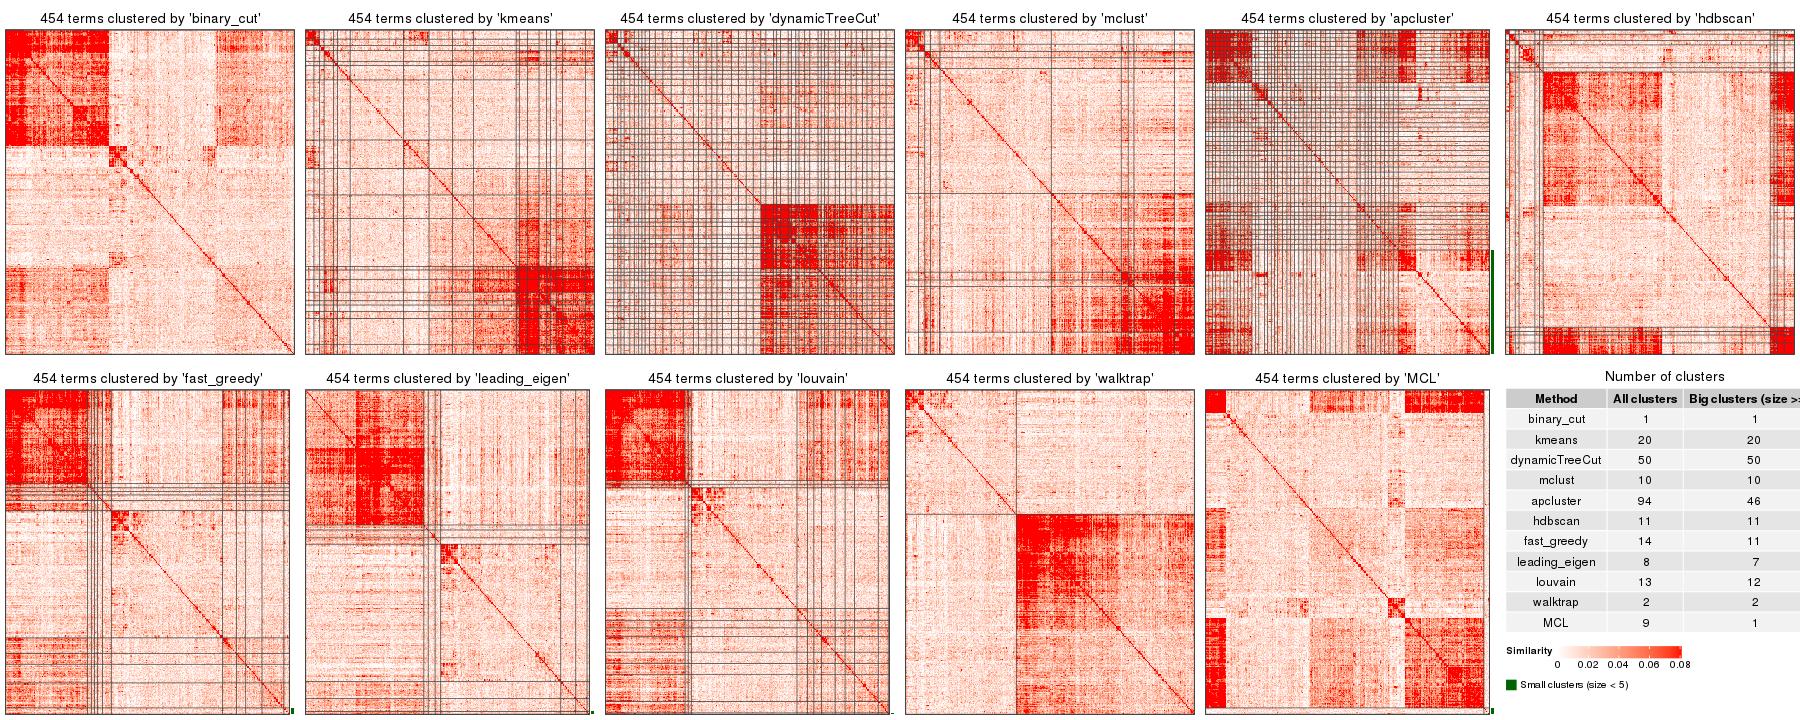 454 terms clustered by 'binary_cut'
454 terms clustered by 'kmeans'
454 terms clustered by 'dynamicTreeCut'
454 terms clustered by 'mclust'
454 terms clustered by 'apcluster'
454 terms clustered by 'hdbscan'
454 terms clustered by 'fast_greedy'
454 terms clustered by 'leading_eigen'
454 terms clustered by 'louvain'
454 terms clustered by 'walktrap'
454 terms clustered by 'MCL'
Number of clusters
Method All clusters Big clusters (size >=
binary_cut 1 1
kmeans 20 20
dynamicTreeCut 50 50
mclust 10 10
apcluster 94 46
hdbscan 11 11
fast_greedy 14 11
leading_eigen 8 7
louvain 13 12
walktrap 2 2
MCL 9 1
Similarity
0 0.02 0.04 0.06 0.08
Small clusters (size < 5)